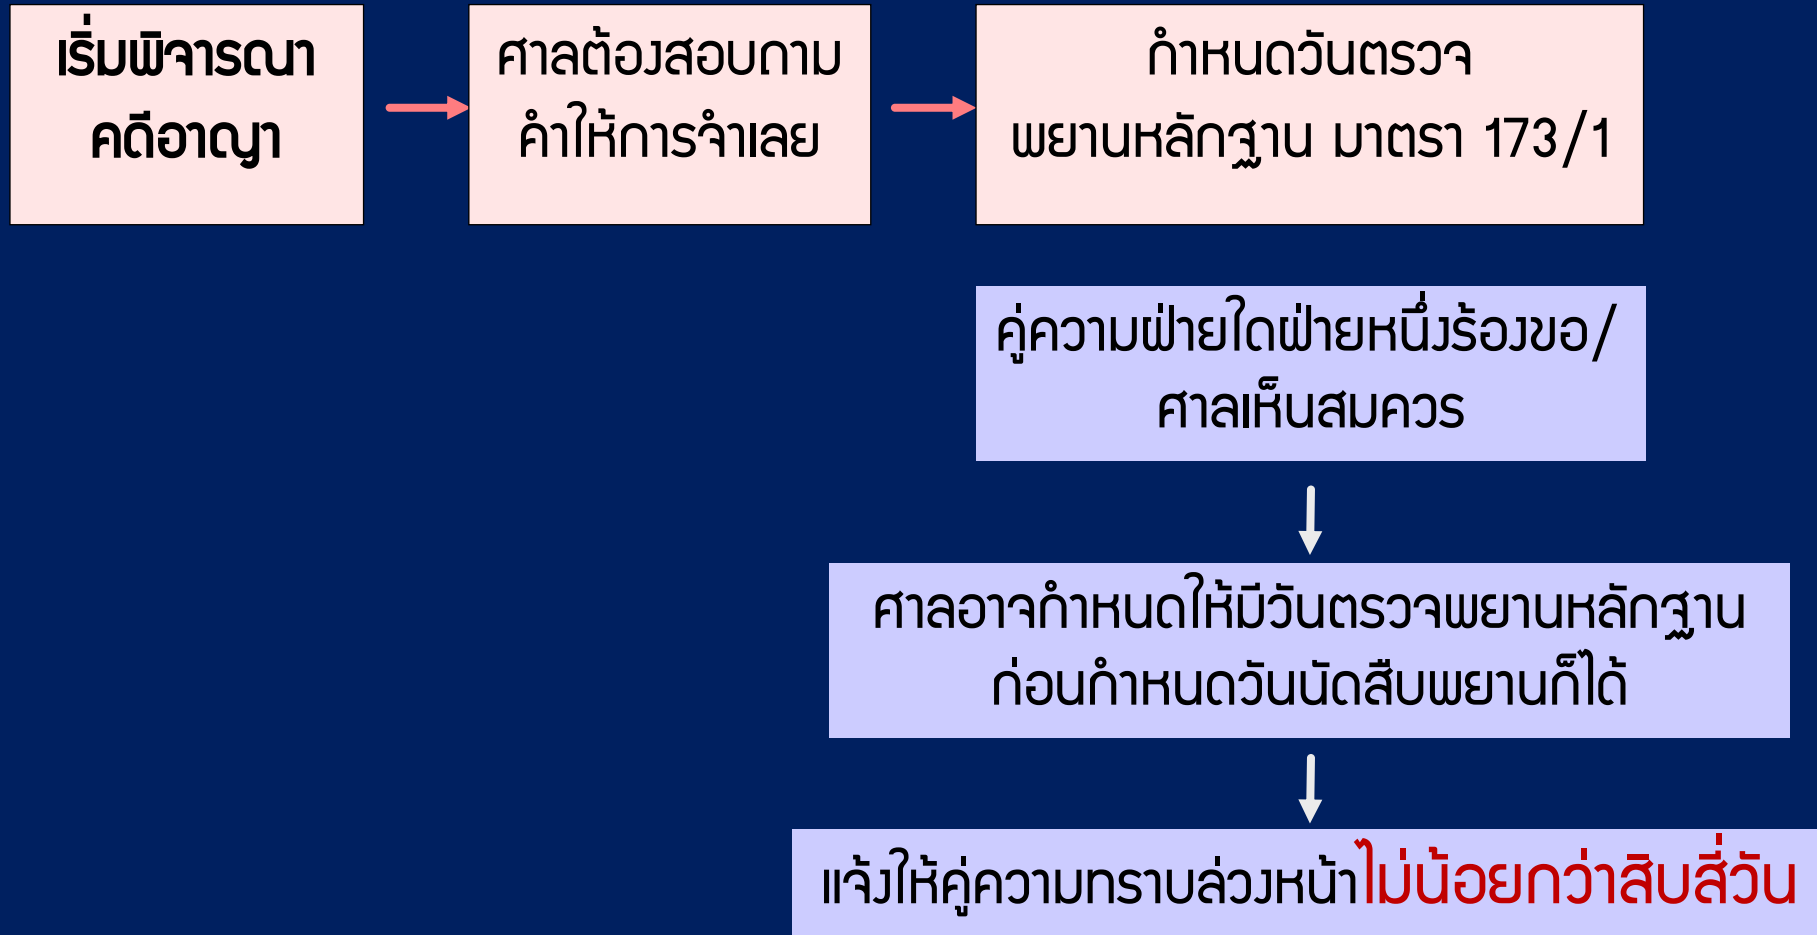 เริ่มพิจารณา
คดีอาญา
ศาลต้องสอบถาม
คำให้การจำเลย
กำหนดวันตรวจ
พยานหลักฐาน มาตรา 173/1
คู่ความฝ่ายใดฝ่ายหนึ่งร้องขอ/
ศาลเห็นสมควร
ศาลอาจกำหนดให้มีวันตรวจพยานหลักฐาน
ก่อนกำหนดวันนัดสืบพยานก็ได้
แจ้งให้คู่ความทราบล่วงหน้าไม่น้อยกว่าสิบสี่วัน